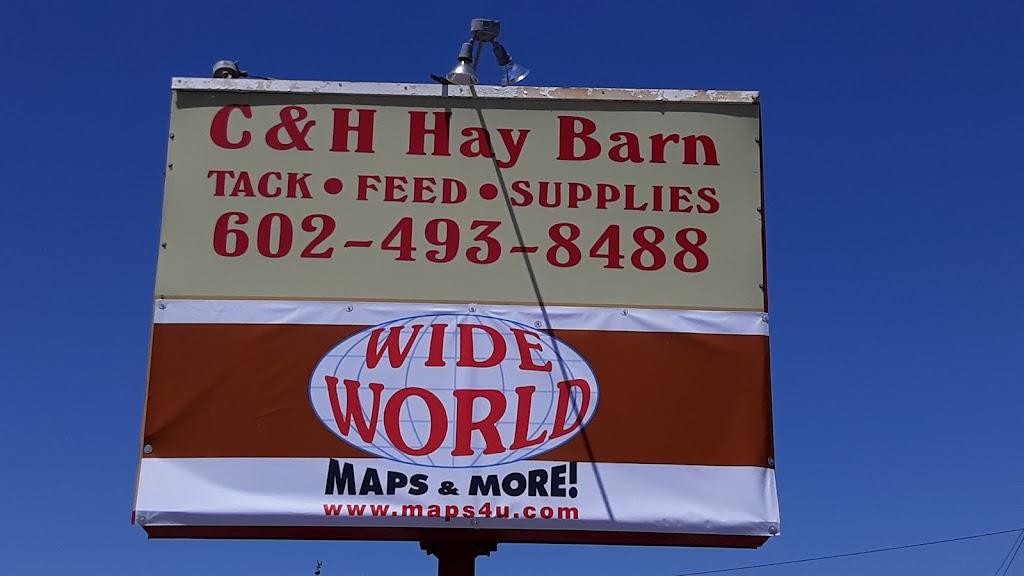 C & H Hay Barn
TACK • FEED • SUPPLIES
602-493-8488
WIDE
WORLD
MAPS & MORE!
www.maps4u.com